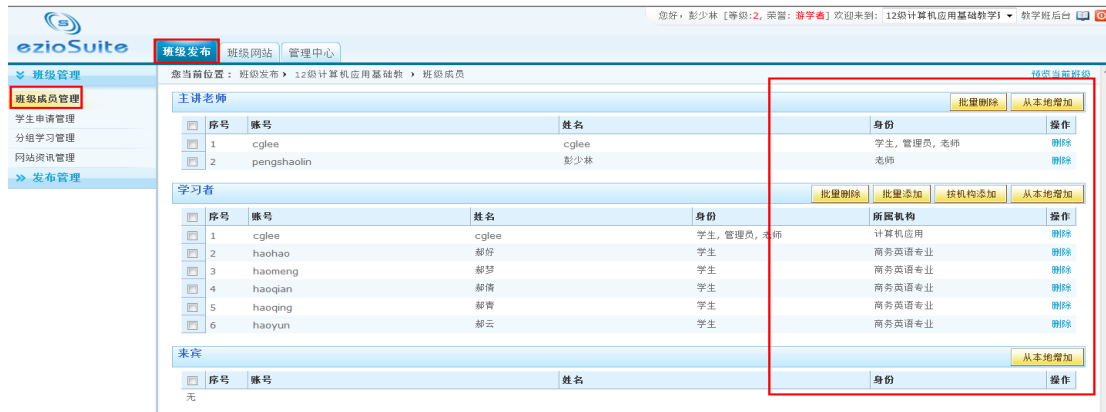 您好，彭少林 [等级:2, 荣誉: 游学者] 欢迎来到: 12级计算机应用基础教学 教学班后台
ezioSuite
班级发布 班级网站 管理中心
班级管理
班级成员管理
学生申请管理
分组学习管理
网站资讯管理
发布管理
您当前位置： 班级发布 12级计算机应用基础教 班级成员 预览当前班级
主讲老师 批量删除 从本地增加
序号 账号 姓名 身份 操作
1 cglee cglee 学生, 管理员, 老师 删除
2 pengshaolin 彭少林 老师 删除
学习者 批量删除 批量添加 按机构添加 从本地增加
序号 账号 姓名 身份 所属机构 操作
1 cglee cglee 学生, 管理员, 老师 计算机应用 删除
2 haohao 郝好 学生 商务英语专业 删除
3 haomeng 郝梦 学生 商务英语专业 删除
4 haoqian 郝倩 学生 商务英语专业 删除
5 haoqing 郝青 学生 商务英语专业 删除
6 haoyun 郝云 学生 商务英语专业 删除
来宾 从本地增加
序号 账号 姓名 身份 操作
无